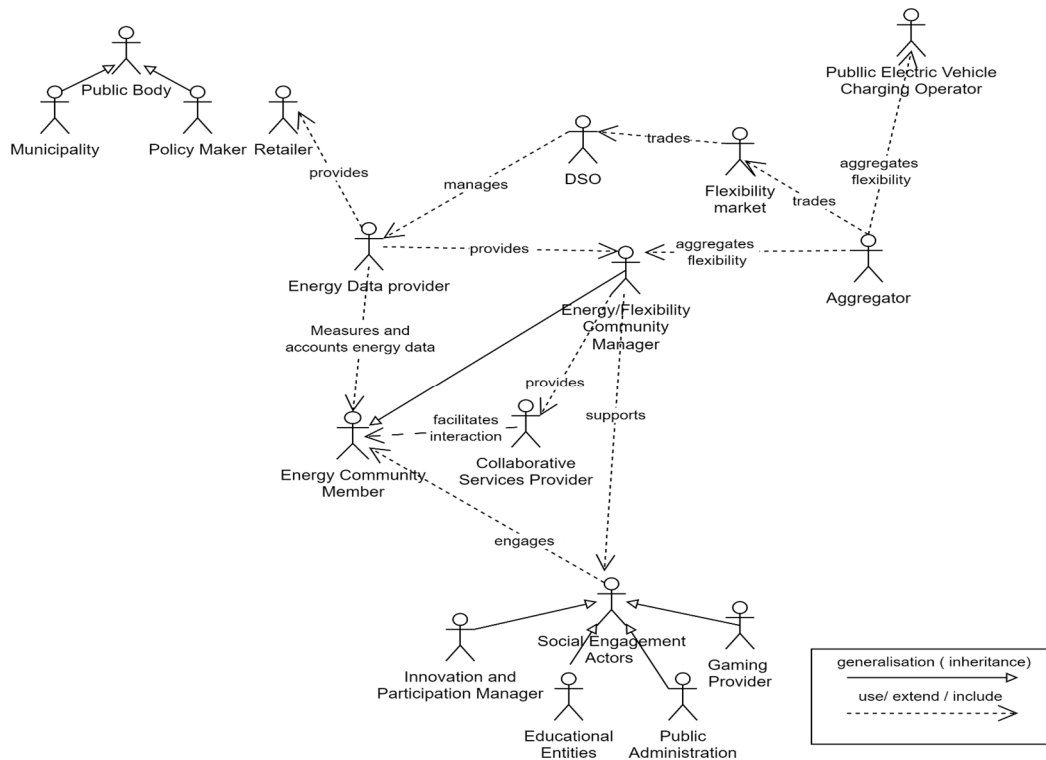 Public Body
Municipality
Policy Maker
Retailer
Publlic Electric Vehicle
Charging Operator
provides
manages
DSO
trades
Flexibility
market
trades
aggregates
flexibility
Energy Data provider
provides
aggregates
flexibility
Aggregator
Energy/Flexibility
Community
Manager
Measures and
accounts energy data
provides
supports
facilitates
interaction
Energy Community
Member
Collaborative
Services Provider
engages
Social Engagement
Actors
Innovation and
Participation Manager
Gaming
Provider
Educational
Entities
Public
Administration
generalisation ( inheritance)
use/ extend / include